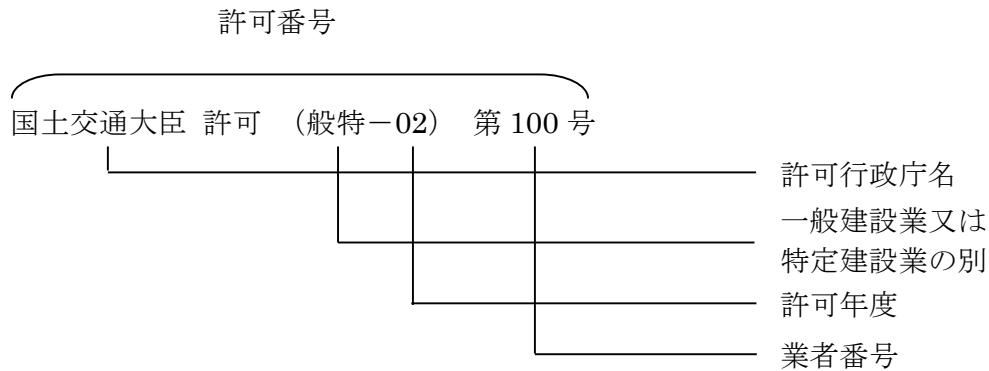 許可番号
国土交通大臣 許可 （般特－02） 第 100 号
許可行政庁名
一般建設業又は
特定建設業の別
許可年度
業者番号